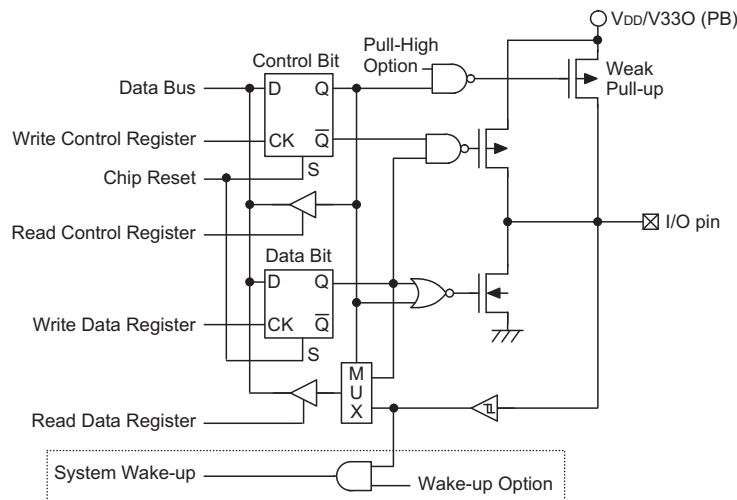 VDD/V33O (PB)
Pull-High
Option
Control Bit
Weak
Pull-up
Data Bus
D
Q
Write Control Register
CK
Q
S
Chip Reset
I/O pin
Read Control Register
Data Bit
D
Q
Write Data Register
CK
Q
S
M
U
X
Read Data Register
System Wake-up
Wake-up Option